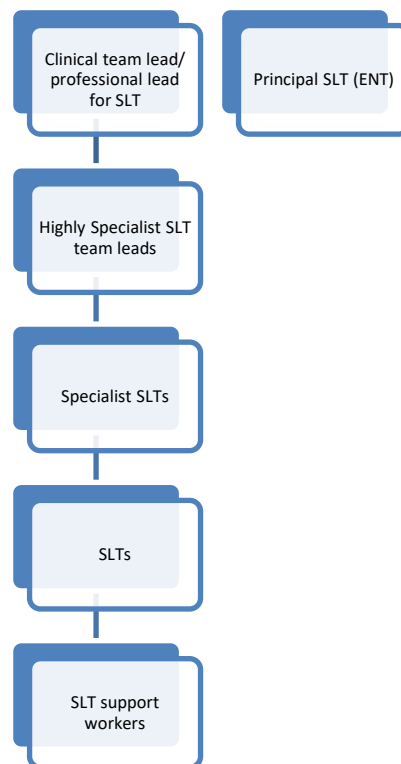 Clinical team lead/
professional lead
for SLT
Principal SLT (ENT)
Highly Specialist SLT
team leads
Specialist SLTs
SLTs
SLT support
workers